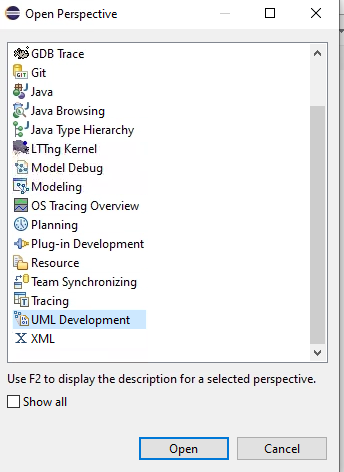 Open Perspective
GDB Trace
Git
Java
Java Browsing
Java Type Hierarchy
LTTng Kernel
Model Debug
Modeling
OS Tracing Overview
Planning
Plug-in Development
Resource
Team Synchronizing
Tracing
UML Development
XML
Use F2 to display the description for a selected perspective.
Show all
Open
Cancel